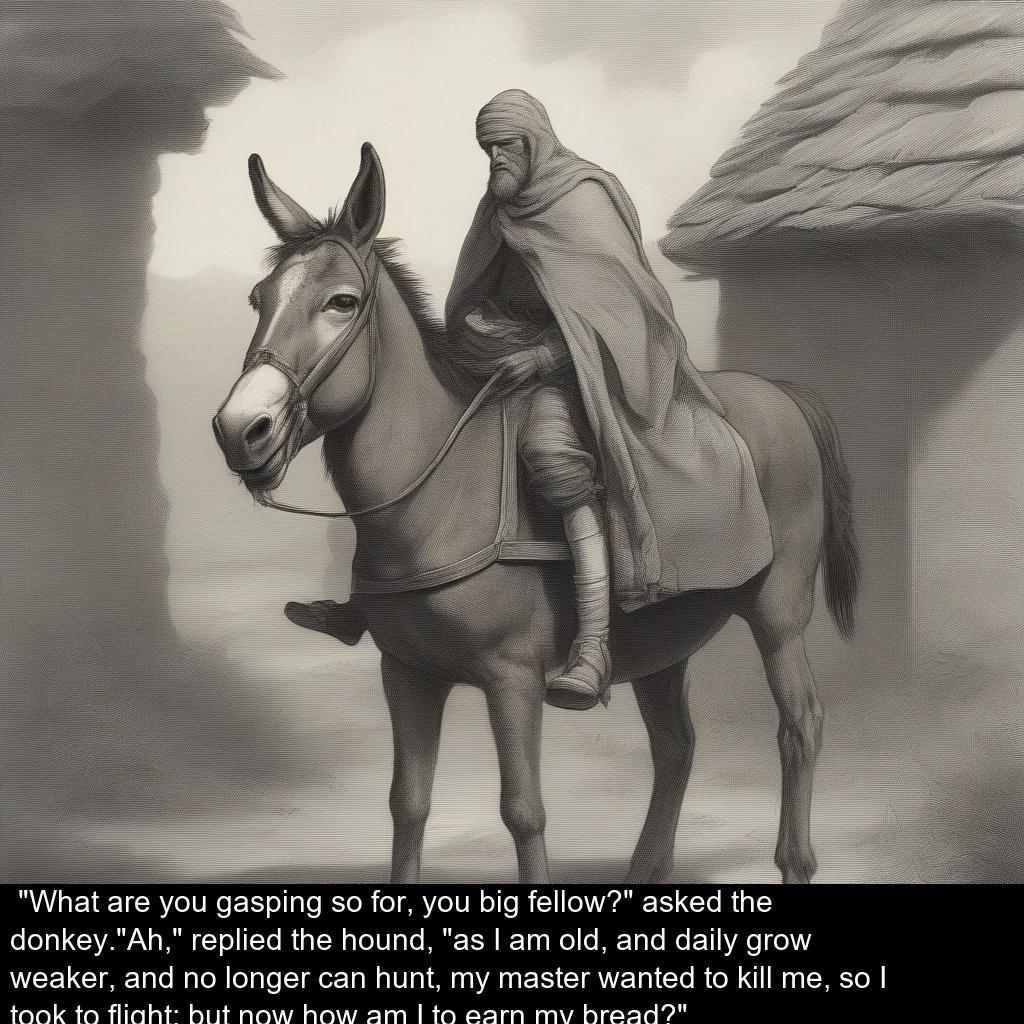 "What are you gasping so for, you big fellow?" asked the
donkey."Ah," replied the hound, "as I am old, and daily grow
weaker, and no longer can hunt, my master wanted to kill me, so I
took to flight; but now how am I to earn my bread?"